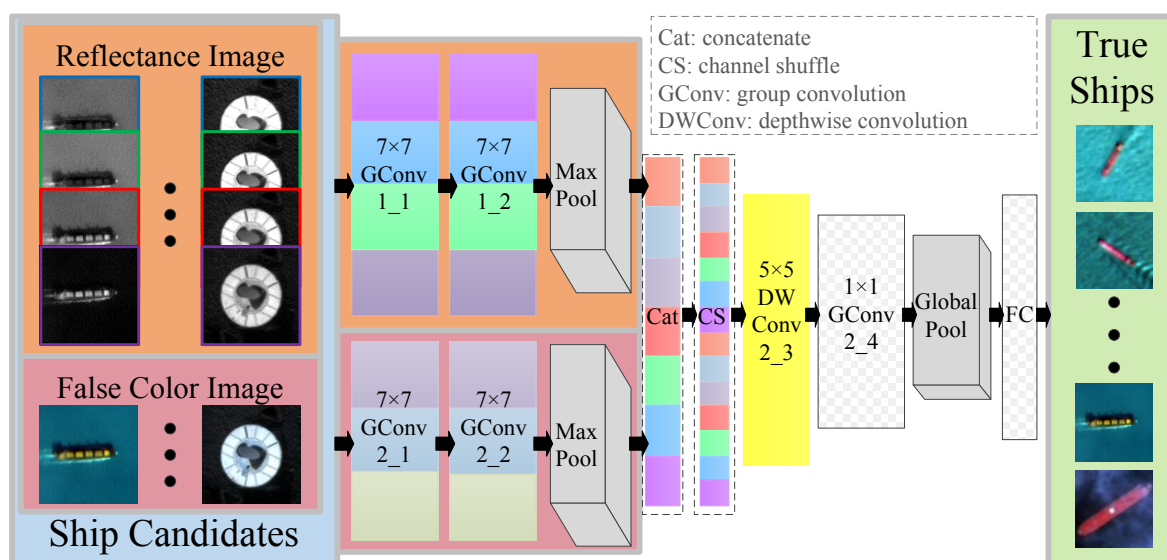 Reflectance Image
False Color Image
Ship Candidates
7×7
GConv
1_1
7×7
GConv
1_2
Max
Pool
7×7
GConv
2_1
7×7
GConv
2_2
Max
Pool
Cat: concatenate
CS: channel shuffle
GConv: group convolution
DWConv: depthwise convolution
Cat
CS
5×5
DW
Conv
2_3
1×1
GConv
2_4
Global
Pool
FC
True
Ships